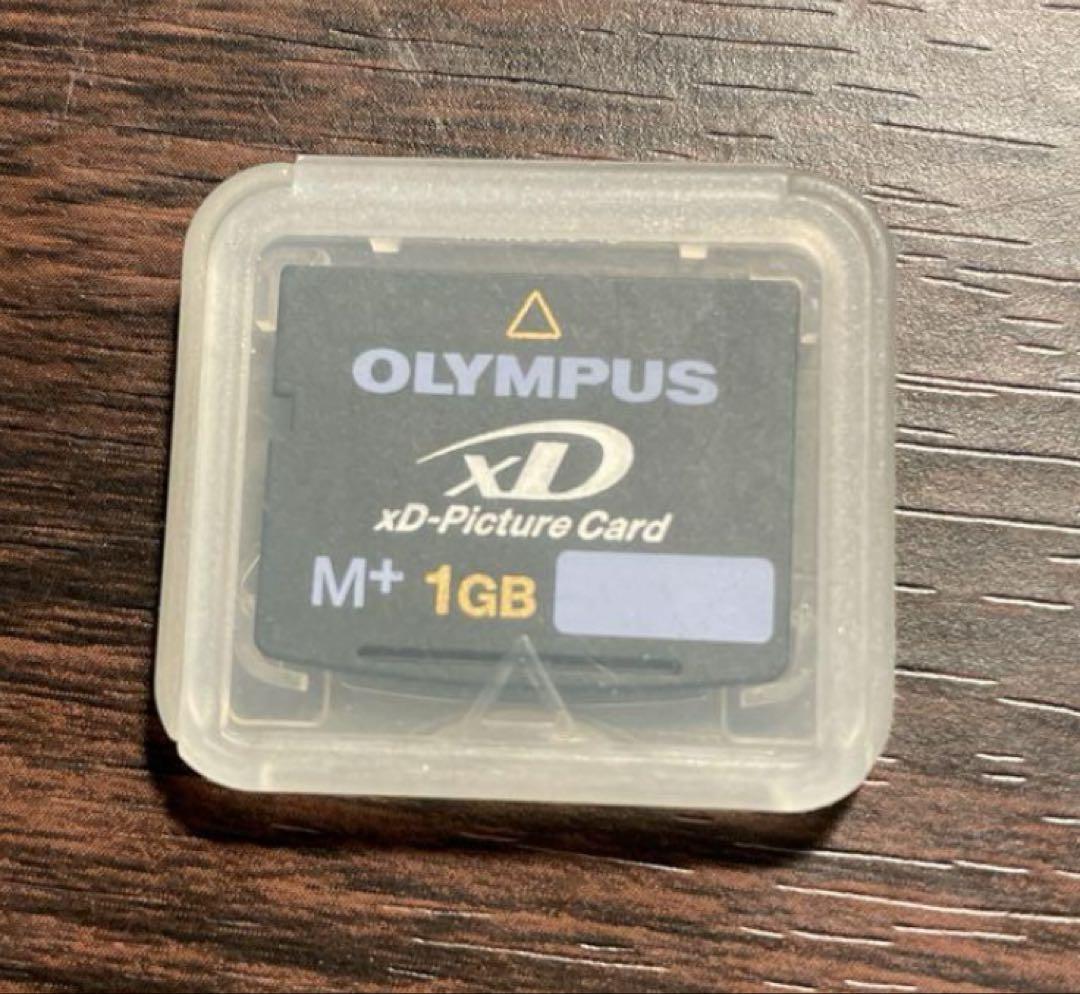 OLYMPUS
xD
xD-Picture Card
M+ 1GB